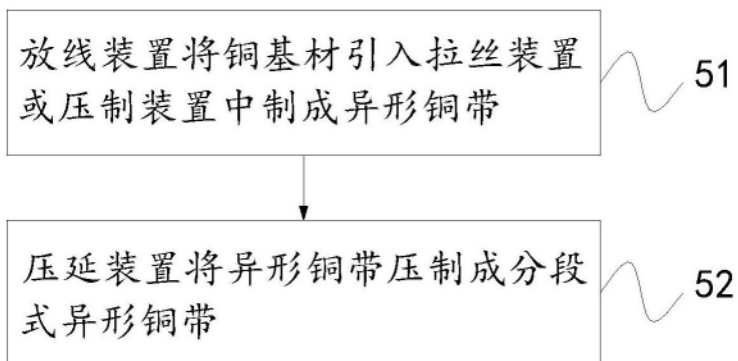 放线装置将铜基材引入拉丝装置
或压制装置中制成异形铜带
51
压延装置将异形铜带压制成分段
式异形铜带
52